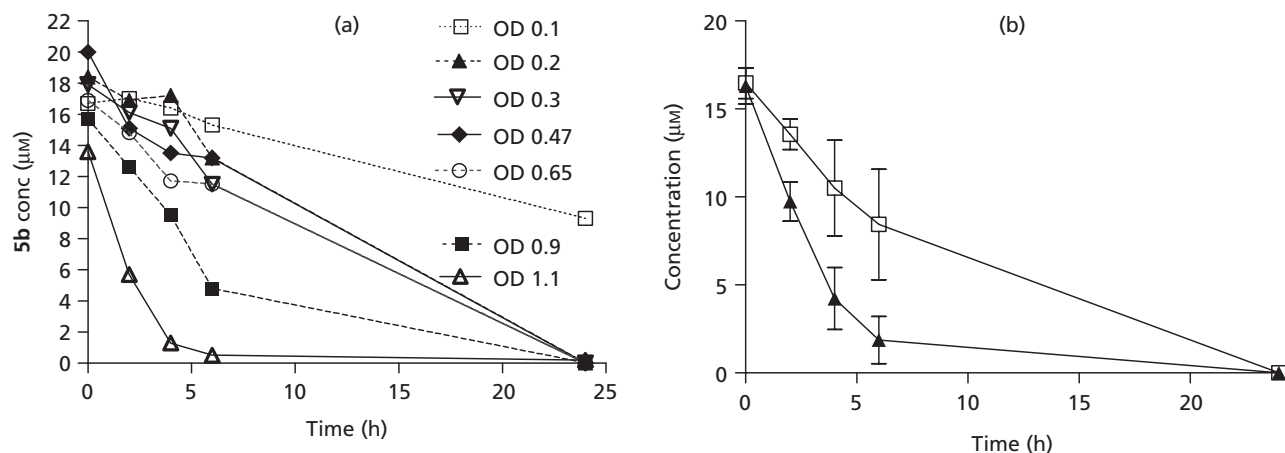 (a)
22
20
18
16
14
12
10
8
6
4
2
0
5b conc (μM)
0 5 10 15 20 25
Time (h)
OD 0.1
OD 0.2
OD 0.3
OD 0.47
OD 0.65
OD 0.9
OD 1.1
(b)
20
15
10
5
0
Concentration (μM)
0 5 10 15 20
Time (h)